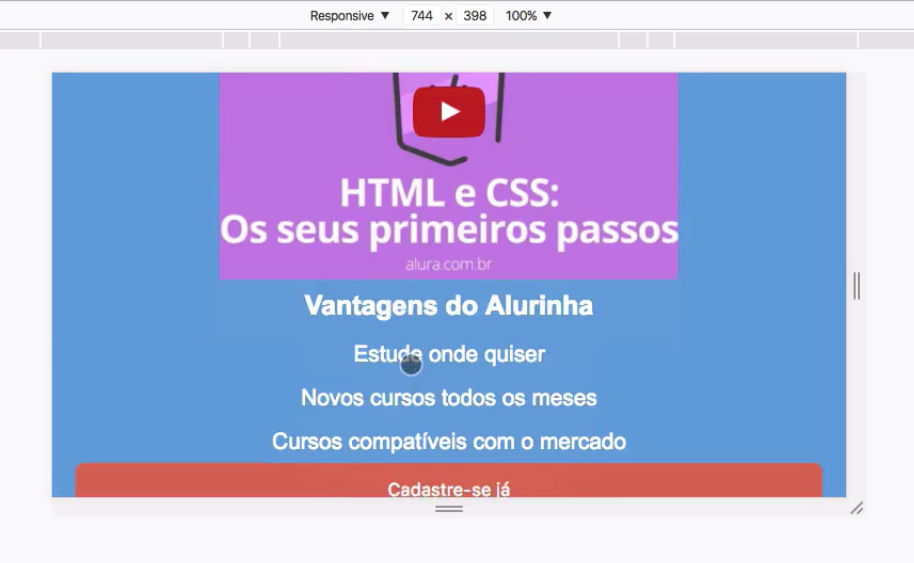 Responsive ▼ 744 × 398 100% ▼
HTML e CSS:
Os seus primeiros passos
alura.com.br
Vantagens do Alurinha
Estude onde quiser
Novos cursos todos os meses
Cursos compatíveis com o mercado
Cadastre-se já